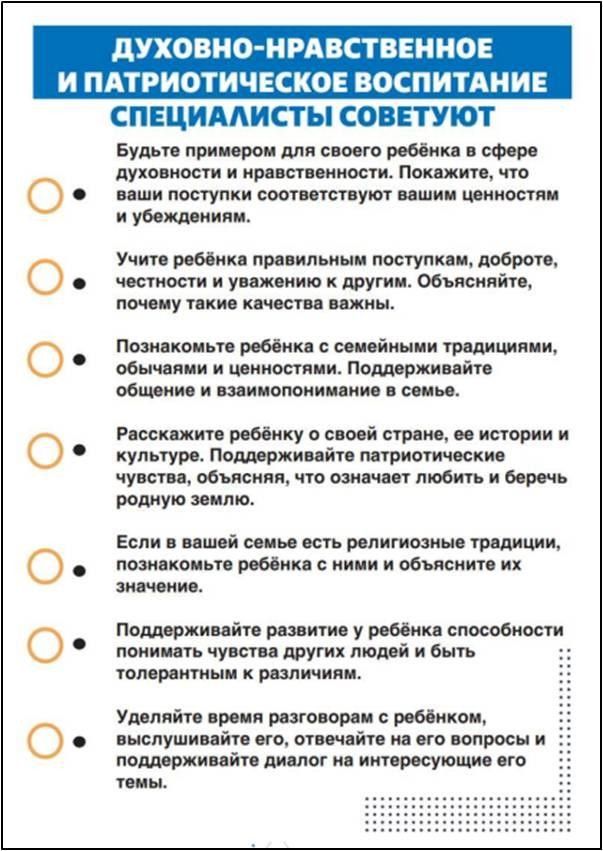 ДУХОВНО-НРАВСТВЕННОЕ
И ПАТРИОТИЧЕСКОЕ ВОСПИТАНИЕ
СПЕЦИАЛИСТЫ СОВЕТУЮТ
Будьте примером для своего ребёнка в сфере
духовности и нравственности. Покажите, что
ваши поступки соответствуют вашим ценностям
и убеждениям.
Учите ребёнка правильным поступкам, доброте,
честности и уважению к другим. Объясняйте,
почему такие качества важны.
Познакомьте ребёнка с семейными традициями,
обычаями и ценностями. Поддерживайте
общение и взаимопонимание в семье.
Расскажите ребёнку о своей стране, ее истории и
культуре. Поддерживайте патриотические
чувства, объясняя, что означает любить и беречь
родную землю.
Если в вашей семье есть религиозные традиции,
познакомьте ребёнка с ними и объясните их
значение.
Поддерживайте развитие у ребёнка способности
понимать чувства других людей и быть
толерантным к различиям.
Уделяйте время разговорам с ребёнком,
выслушивайте его, отвечайте на его вопросы и
поддерживайте диалог на интересующие его
темы.